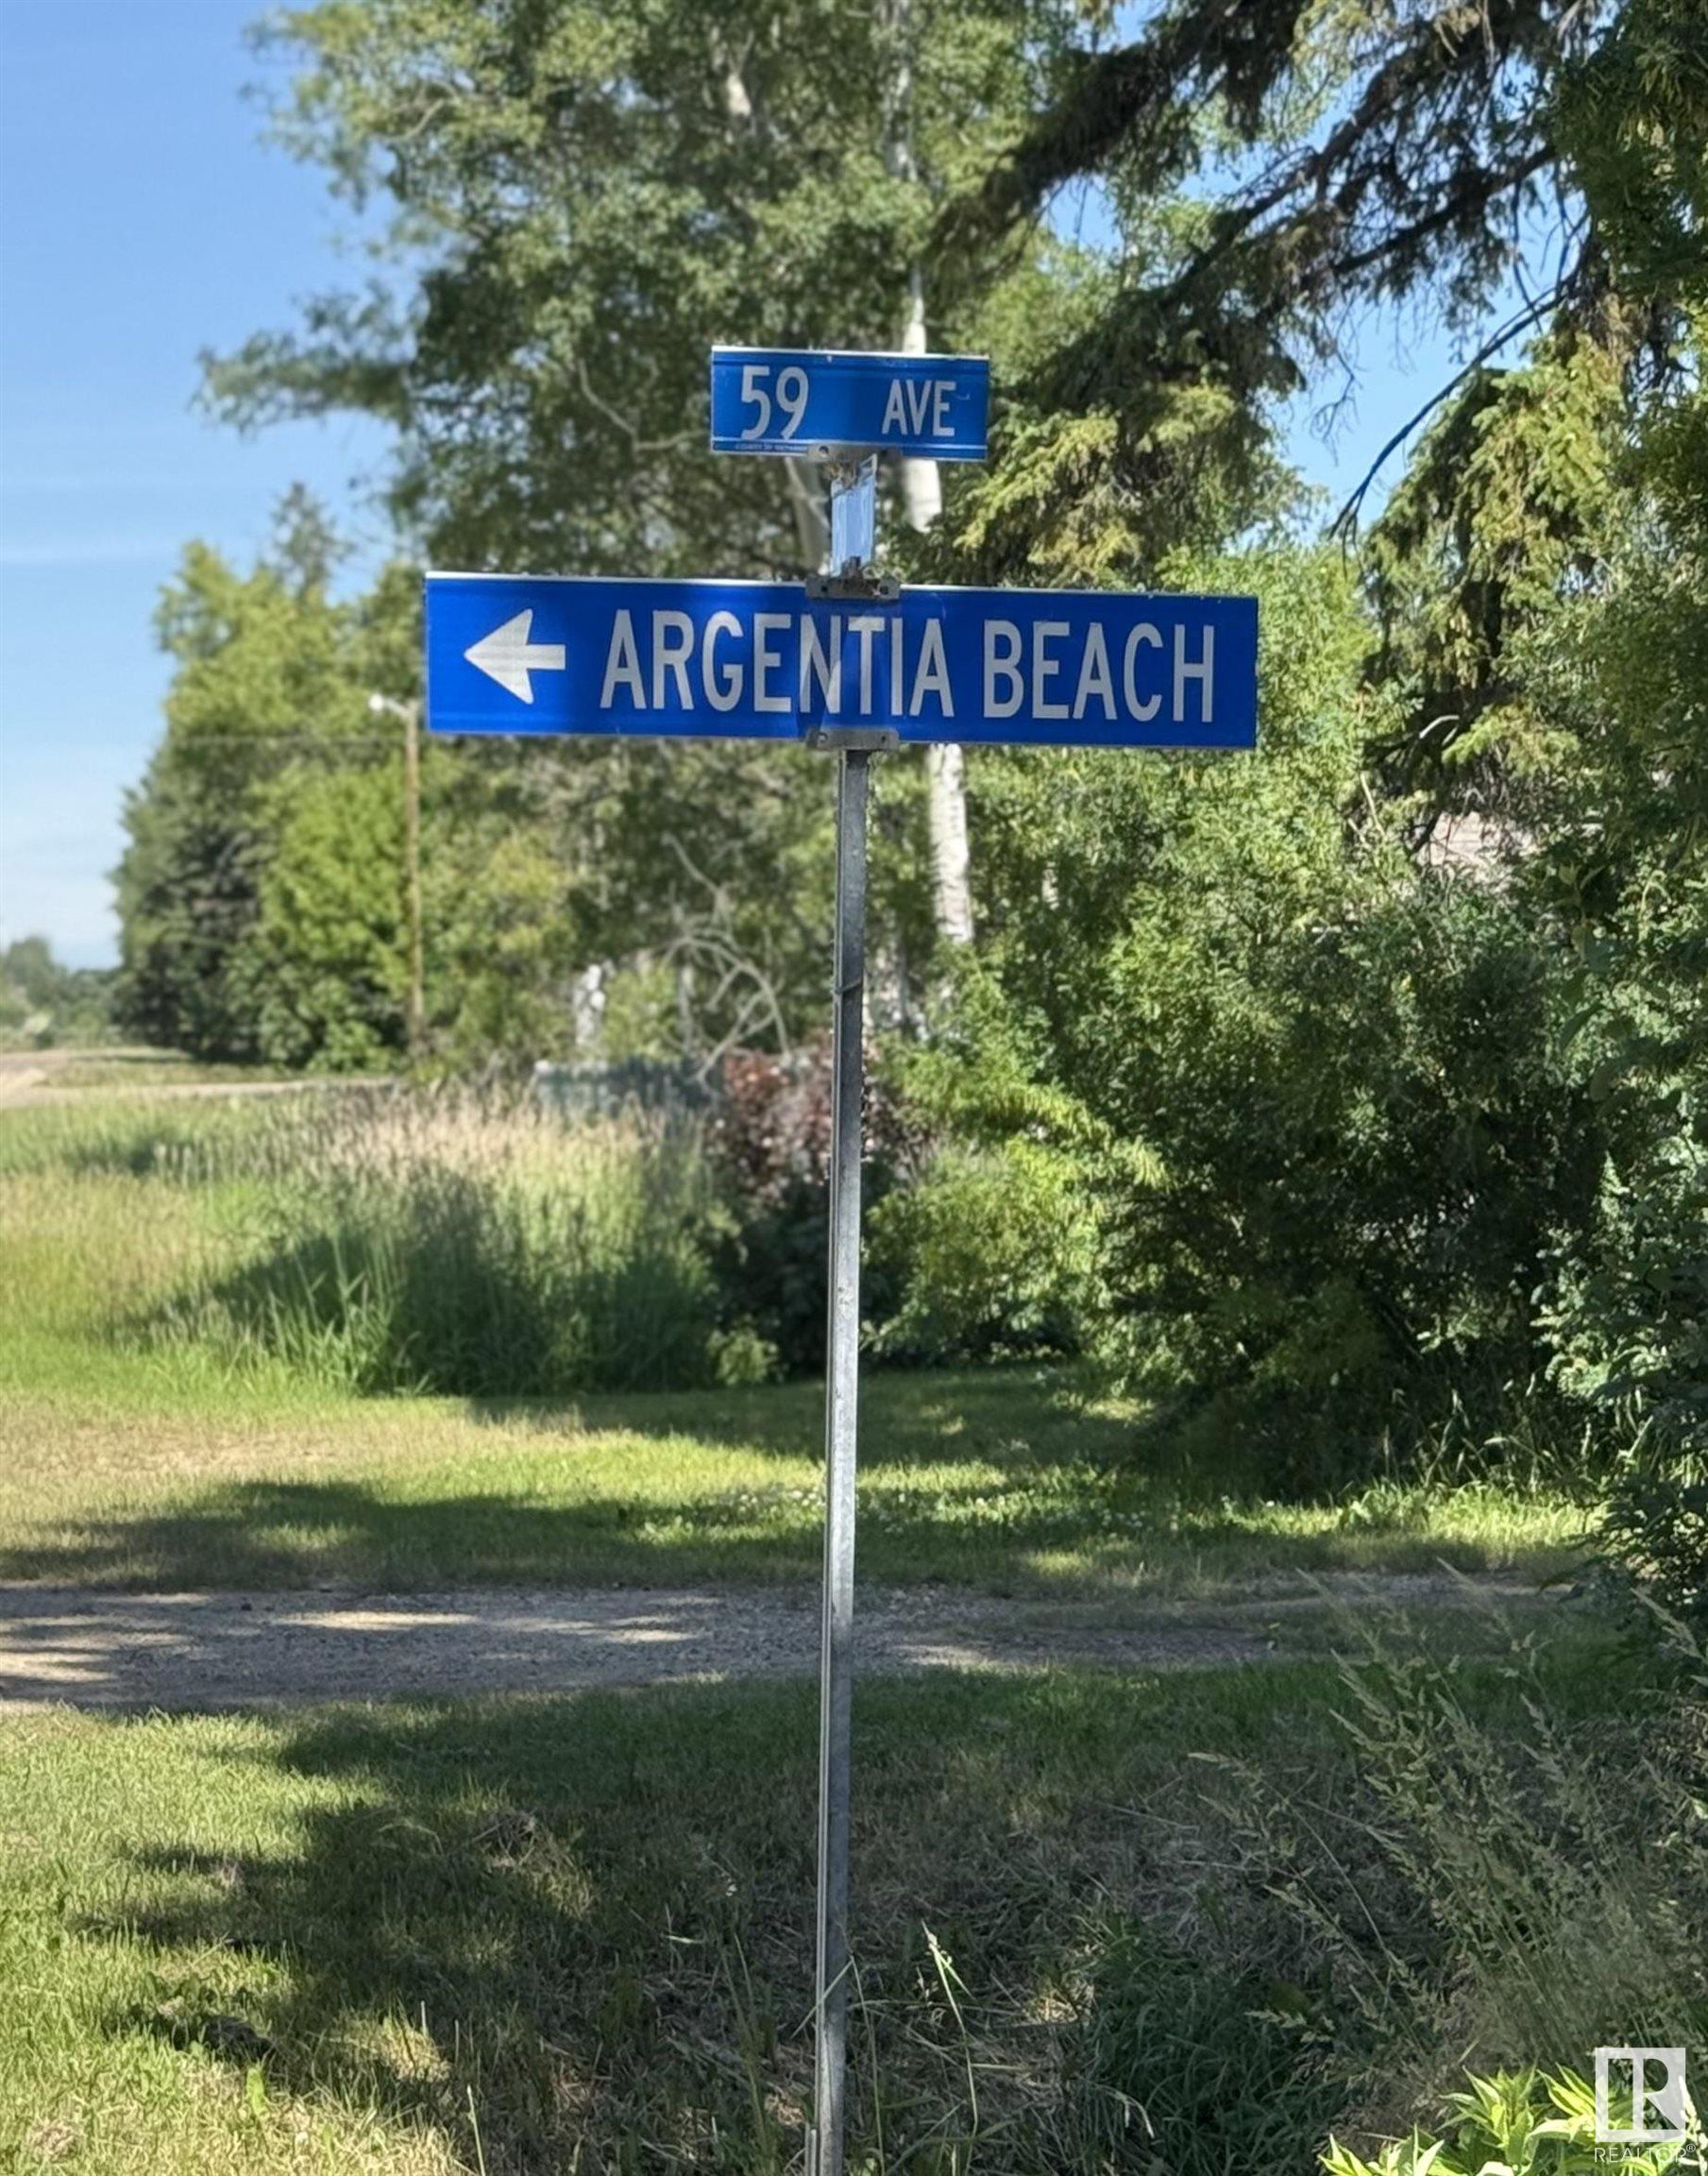 59 AVE
← ARGENTIA BEACH
REALTOR®